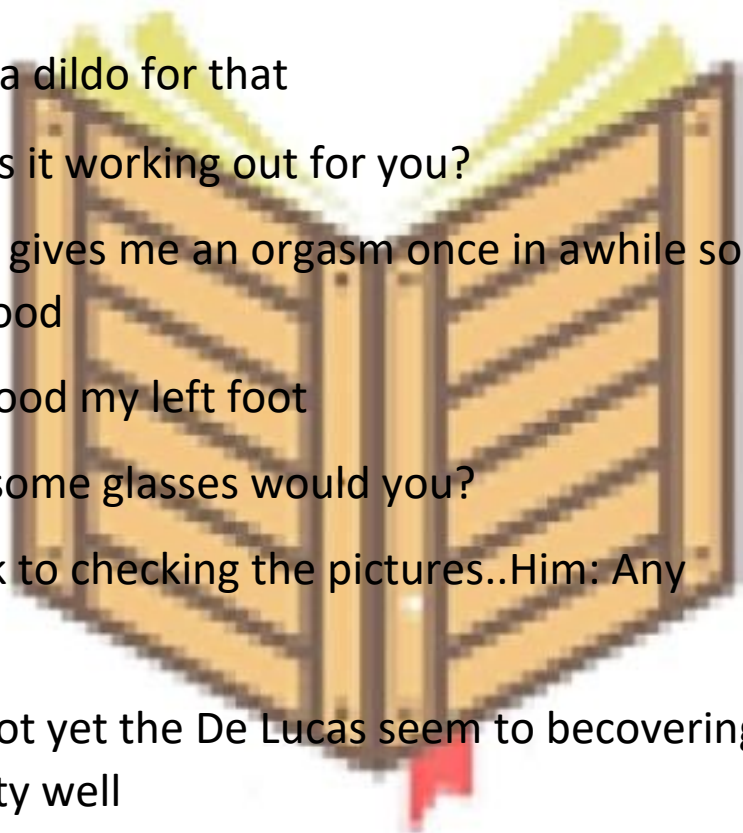 a dildo for that
s it working out for you?
gives me an orgasm once in awhile so
ood
ood my left foot
some glasses would you?
k to checking the pictures..Him: Any
ot yet the De Lucas seem to becovering
ty well